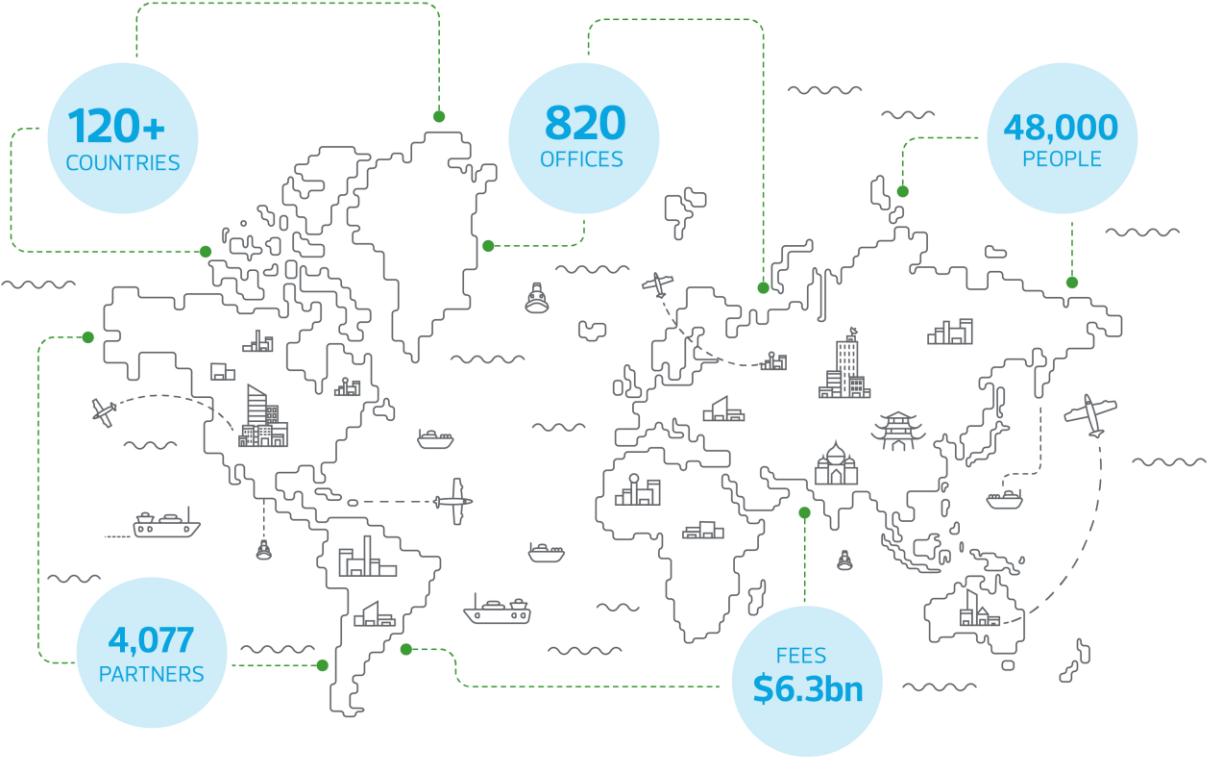 120+
COUNTRIES
820
OFFICES
48,000
PEOPLE
4,077
PARTNERS
FEES
$6.3bn